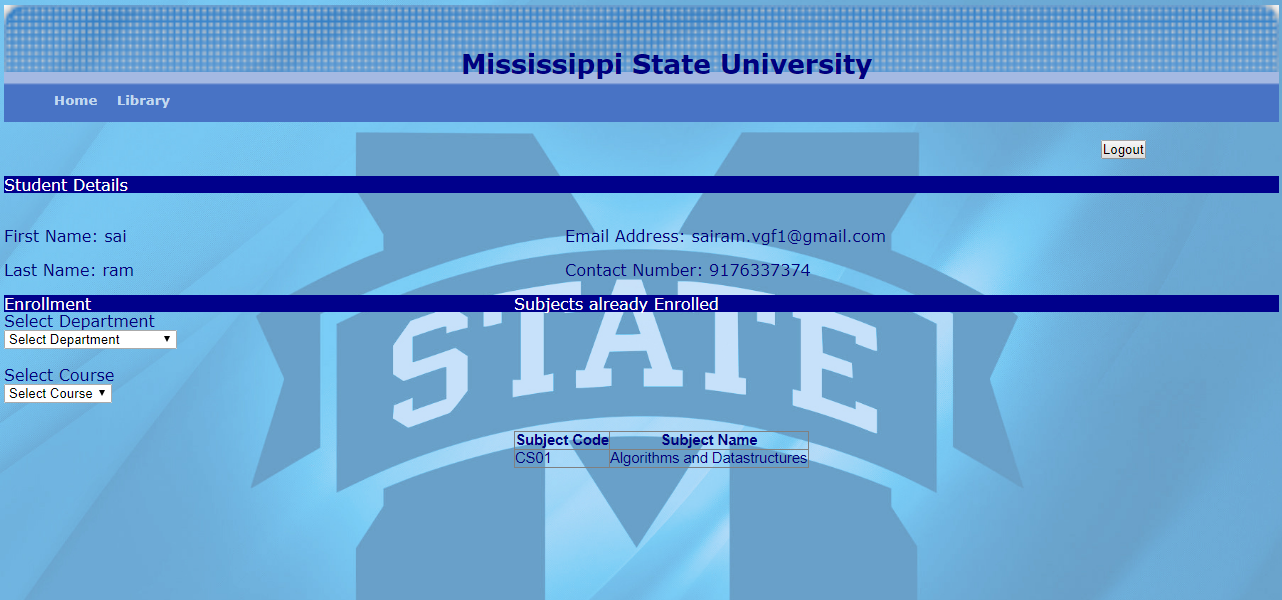 Mississippi State University
Home Library
Logout
Student Details
First Name: sai Email Address: sairam.vgf1@gmail.com
Last Name: ram Contact Number: 9176337374
Enrollment Subjects already Enrolled
Select Department
Select Department
Select Course
Select Course
STATE
Subject Code Subject Name
CS01 Algorithms and Datastructures